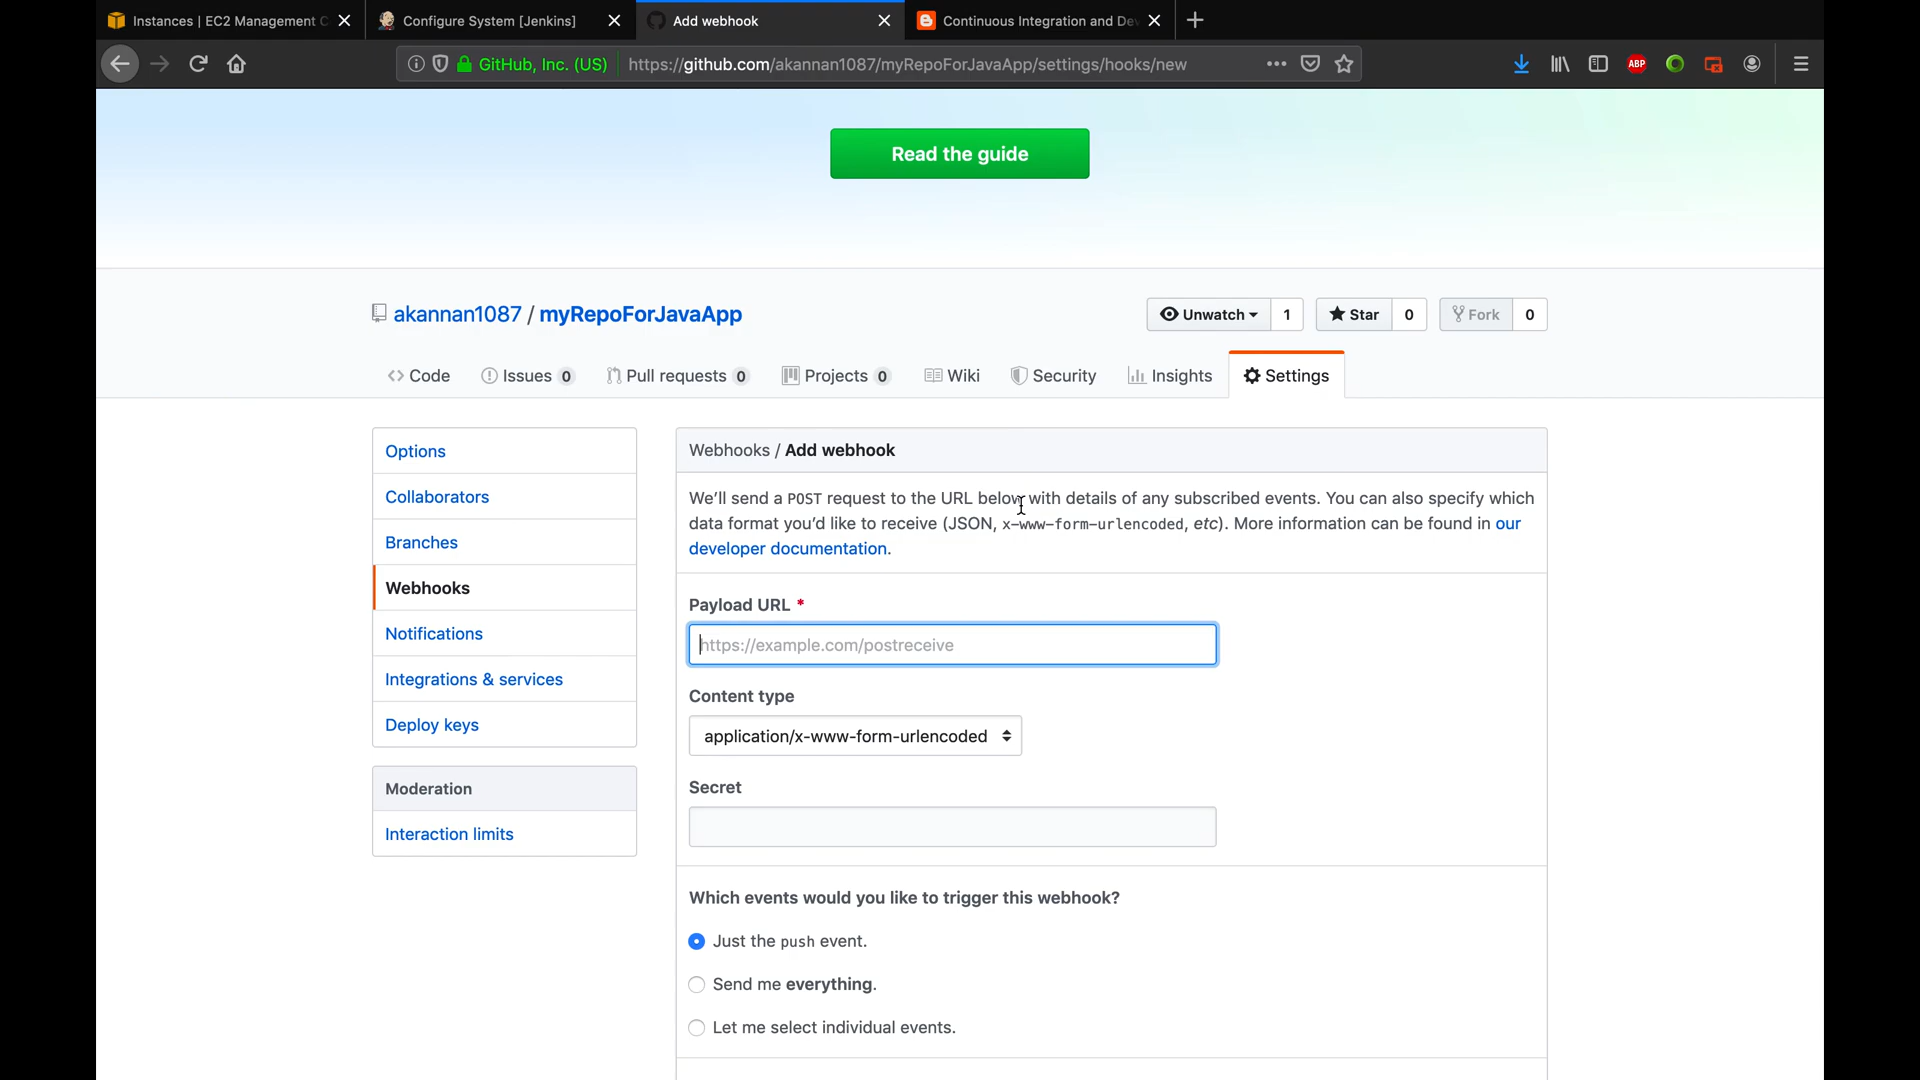 Instances | EC2 Management C
Configure System [Jenkins]
Add webhook
Continuous Integration and De
GitHub, Inc. (US)
https://github.com/akannan1087/myRepoForJavaApp/settings/hooks/new
ABP
Read the guide
akannan1087 / myRepoForJavaApp
Unwatch 1
Star 0
Fork 0
Code
Issues 0
Pull requests 0
Projects 0
Wiki
Security
Insights
Settings
Options
Collaborators
Branches
Webhooks
Notifications
Integrations & services
Deploy keys
Moderation
Interaction limits
Webhooks / Add webhook
We'll send a POST request to the URL below with details of any subscribed events. You can also specify which
data format you'd like to receive (JSON, x-www-form-urlencoded, etc). More information can be found in our
developer documentation.
Payload URL *
https://example.com/postreceive
Content type
application/x-www-form-urlencoded
Secret
Which events would you like to trigger this webhook?
Just the push event.
Send me everything.
Let me select individual events.